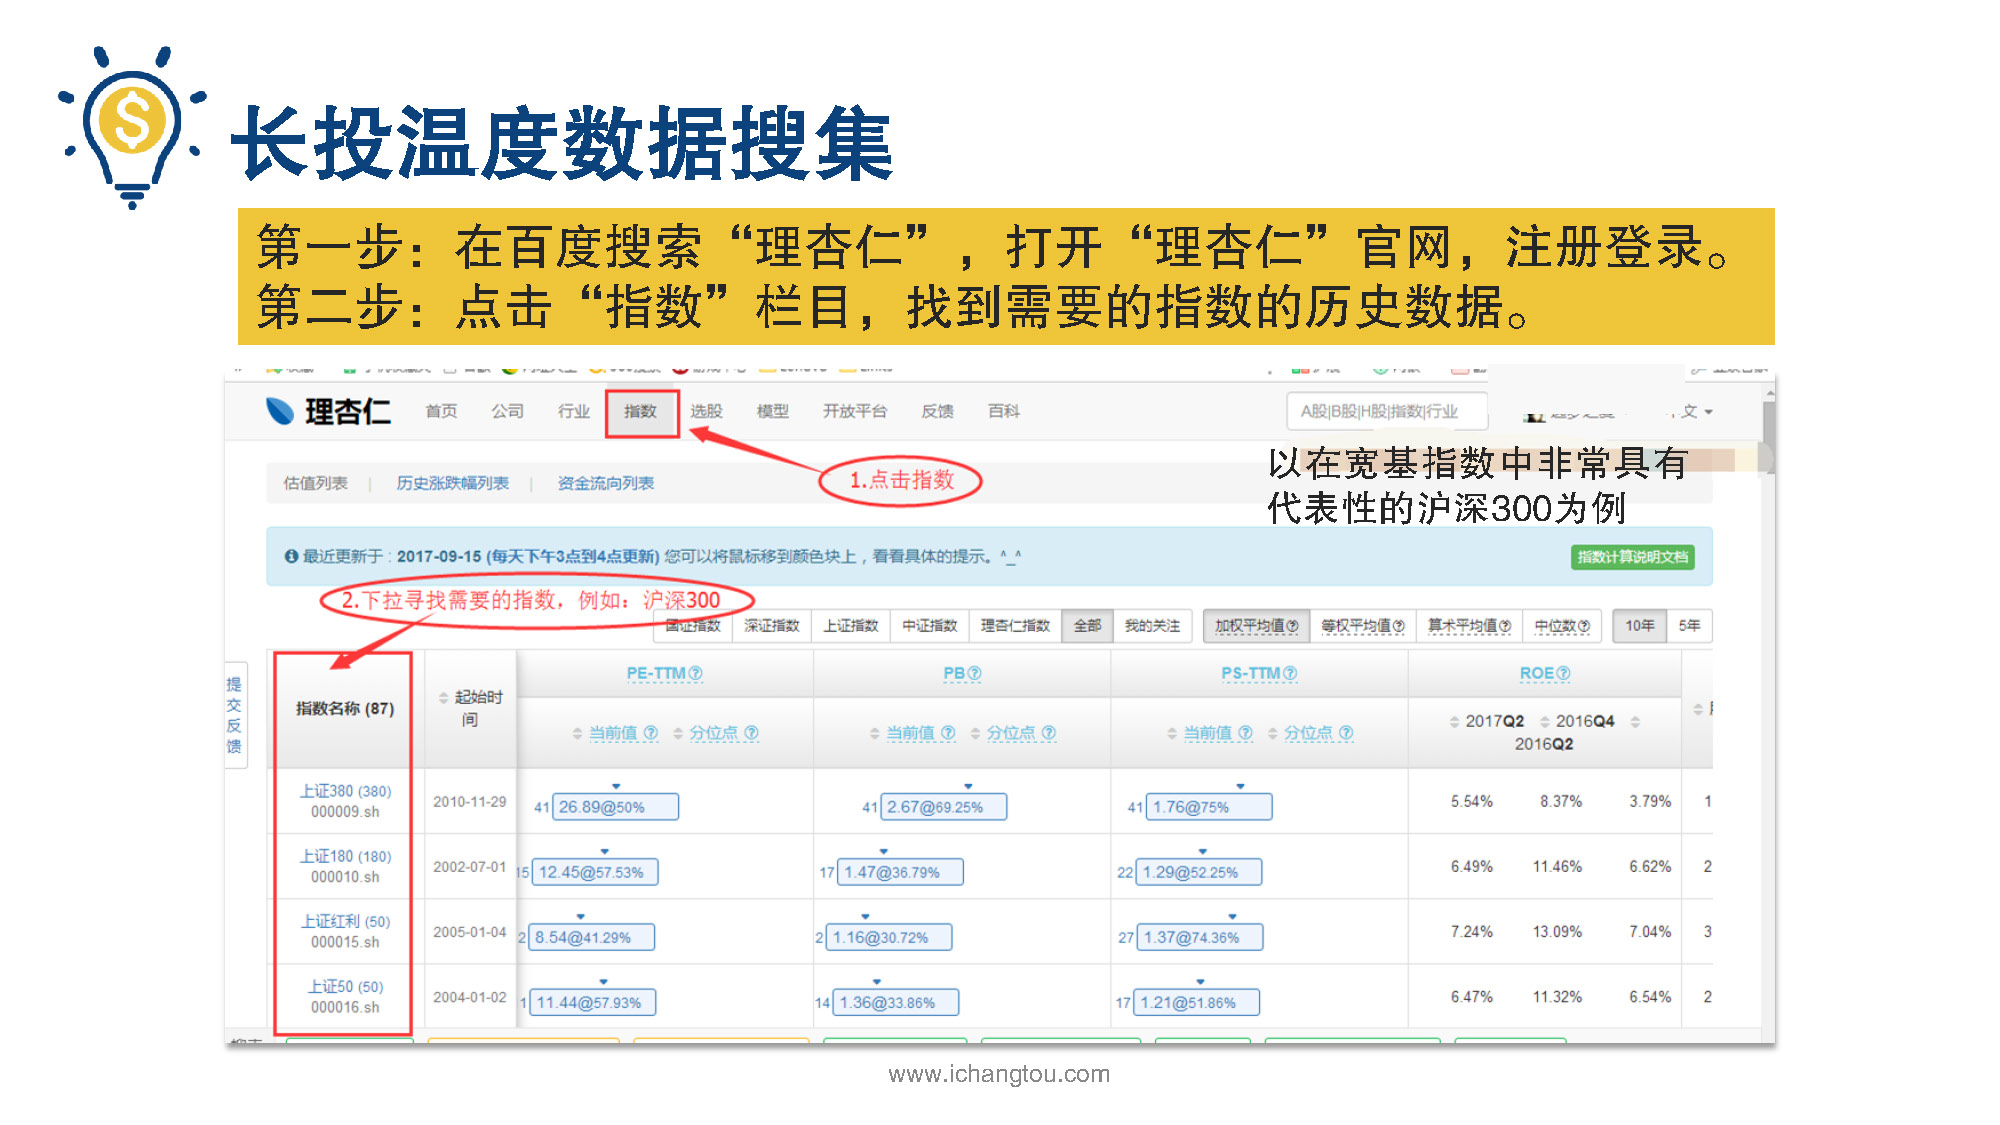 长投温度数据搜集
第一步：在百度搜索“理杏仁”，打开“理杏仁”官网，注册登录。
第二步：点击“指数”栏目，找到需要的指数的历史数据。
理杏仁 首页 公司 行业 指数 选股 模型 开放平台 反馈 百科 A股|B股|H股|指数|行业
1.点击指数
以在宽基指数中非常具有
代表性的沪深300为例
估值列表 | 历史涨跌幅列表 | 资金流向列表
最近更新于 : 2017-09-15 (每天下午3点到4点更新) 您可以将鼠标移到颜色块上，看看具体的提示。^_^ 指数计算说明文档
2.下拉寻找需要的指数，例如：沪深300
国证指数 深证指数 上证指数 中证指数 理杏仁指数 全部 我的关注 加权平均值 等权平均值 算术平均值 中位数 10年 5年
提交反馈
指数名称 (87) 起始时间 PE-TTM PB PS-TTM ROE
当前值 分位点 当前值 分位点 当前值 分位点 2017Q2 2016Q4
2016Q2
上证380 (380) 2010-11-29 41 26.89@50% 41 2.67@69.25% 41 1.76@75% 5.54% 8.37% 3.79% 1
000009.sh
上证180 (180) 2002-07-01 15 12.45@57.53% 17 1.47@36.79% 22 1.29@52.25% 6.49% 11.46% 6.62% 2
000010.sh
上证红利 (50) 2005-01-04 2 8.54@41.29% 2 1.16@30.72% 27 1.37@74.36% 7.24% 13.09% 7.04% 3
000015.sh
上证50 (50) 2004-01-02 1 11.44@57.93% 14 1.36@33.86% 17 1.21@51.86% 6.47% 11.32% 6.54% 2
000016.sh
www.ichangtou.com